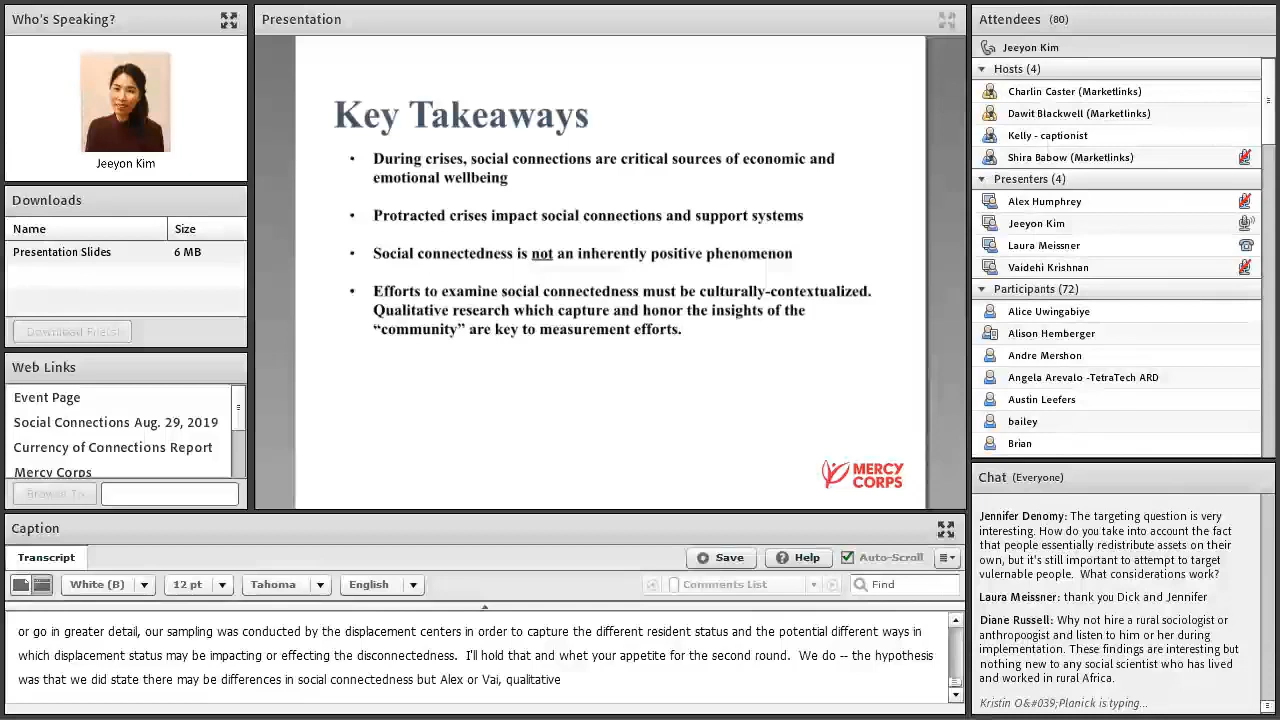 Who's Speaking?
Jeeyon Kim
Downloads
Name Size
Presentation Slides 6 MB
Download File(s)
Web Links
Event Page
Social Connections Aug. 29, 2019
Currency of Connections Report
Mercy Corps
Browse To
Presentation
Key Takeaways
• During crises, social connections are critical sources of economic and
emotional wellbeing
• Protracted crises impact social connections and support systems
• Social connectedness is not an inherently positive phenomenon
• Efforts to examine social connectedness must be culturally-contextualized.
Qualitative research which capture and honor the insights of the
“community” are key to measurement efforts.
MERCY
CORPS
Caption
Transcript
Save
Help
Auto-Scroll
White (B)
12 pt
Tahoma
English
Comments List
Find
or go in greater detail, our sampling was conducted by the displacement centers in order to capture the different resident status and the potential different ways in
which displacement status may be impacting or effecting the disconnectedness. I'll hold that and whet your appetite for the second round. We do -- the hypothesis
was that we did state there may be differences in social connectedness but Alex or Vai, qualitative
Attendees (80)
Jeeyon Kim
Hosts (4)
Charlin Caster (Marketlinks)
Dawit Blackwell (Marketlinks)
Kelly - captionist
Shira Babow (Marketlinks)
Presenters (4)
Alex Humphrey
Jeeyon Kim
Laura Meissner
Vaidehi Krishnan
Participants (72)
Alice Uwingabiye
Alison Hemberger
Andre Mershon
Angela Arevalo -TetraTech ARD
Austin Leefers
bailey
Brian
Chat (Everyone)
Jennifer Denomy: The targeting question is very
interesting. How do you take into account the fact
that people essentially redistribute assets on their
own, but it's still important to attempt to target
vulernable people. What considerations work?
Laura Meissner: thank you Dick and Jennifer
Diane Russell: Why not hire a rural sociologist or
anthropoogist and listen to him or her during
implementation. These findings are interesting but
nothing new to any social scientist who has lived
and worked in rural Africa.
Kristin O&#039;Planick is typing...